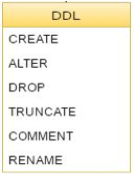 DDL
CREATE
ALTER
DROP
TRUNCATE
COMMENT
RENAME